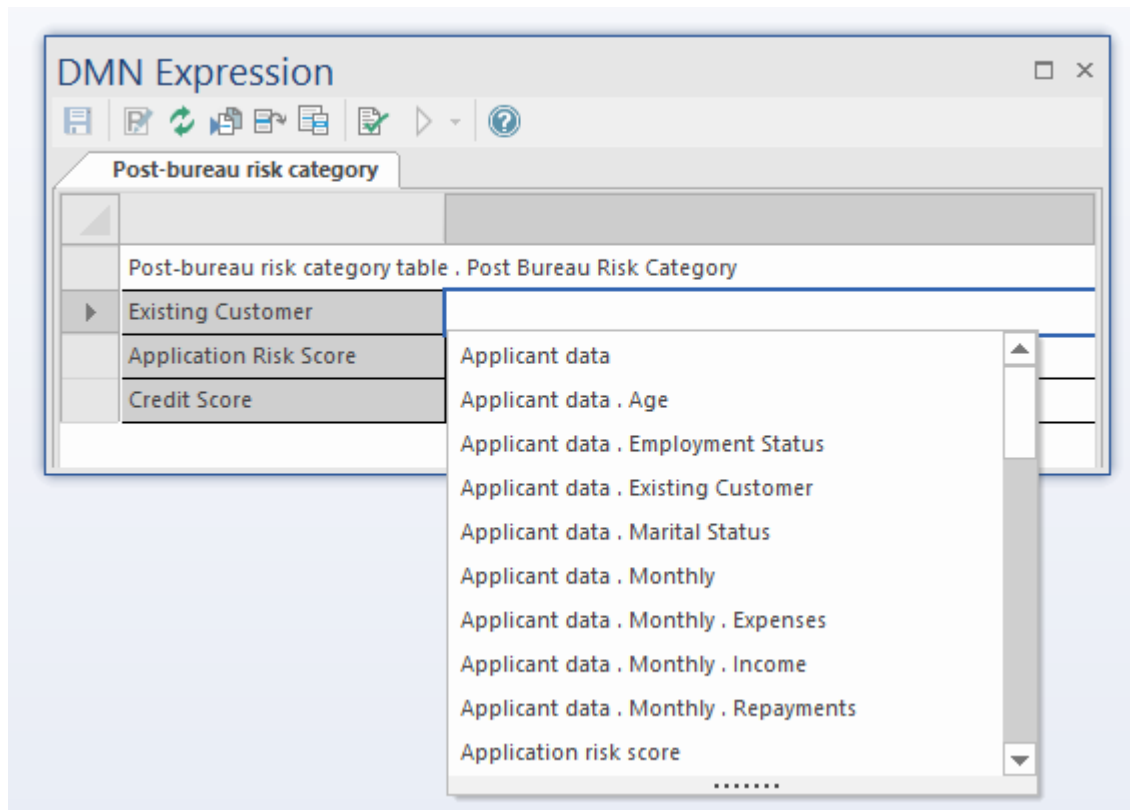 DMN Expression
Post-bureau risk category
Post-bureau risk category table . Post Bureau Risk Category
Existing Customer
Application Risk Score
Credit Score
Applicant data
Applicant data . Age
Applicant data . Employment Status
Applicant data . Existing Customer
Applicant data . Marital Status
Applicant data . Monthly
Applicant data . Monthly . Expenses
Applicant data . Monthly . Income
Applicant data . Monthly . Repayments
Application risk score